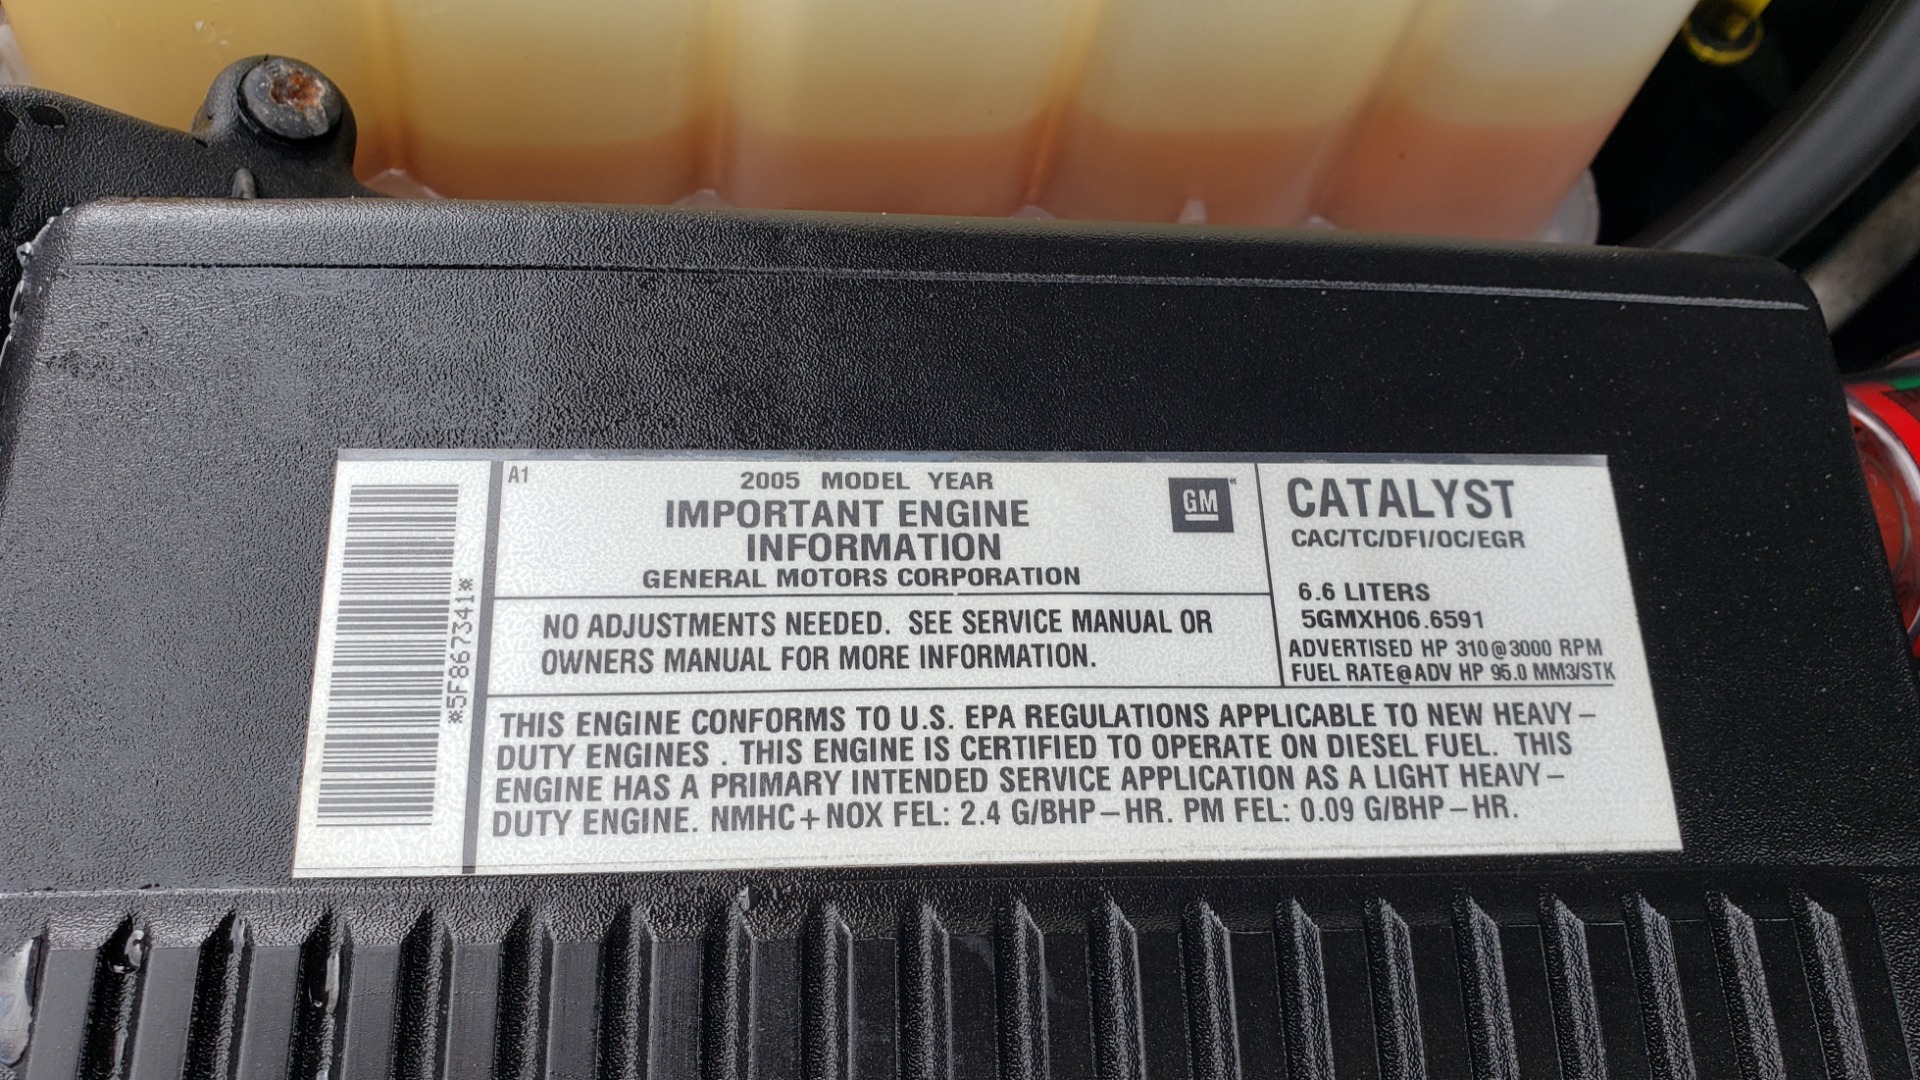 A1
2005 MODEL YEAR
IMPORTANT ENGINE
INFORMATION
GENERAL MOTORS CORPORATION
GM
NO ADJUSTMENTS NEEDED. SEE SERVICE MANUAL OR
OWNERS MANUAL FOR MORE INFORMATION.
CATALYST
CAC/TC/DFI/OC/EGR
6.6 LITERS
5GMXH06.6591
ADVERTISED HP 310@3000 RPM
FUEL RATE@ADV HP 95.0 MM3/STK
THIS ENGINE CONFORMS TO U.S. EPA REGULATIONS APPLICABLE TO NEW HEAVY–
DUTY ENGINES . THIS ENGINE IS CERTIFIED TO OPERATE ON DIESEL FUEL. THIS
ENGINE HAS A PRIMARY INTENDED SERVICE APPLICATION AS A LIGHT HEAVY–
DUTY ENGINE. NMHC+NOX FEL: 2.4 G/BHP–HR. PM FEL: 0.09 G/BHP–HR.
*5F867341*